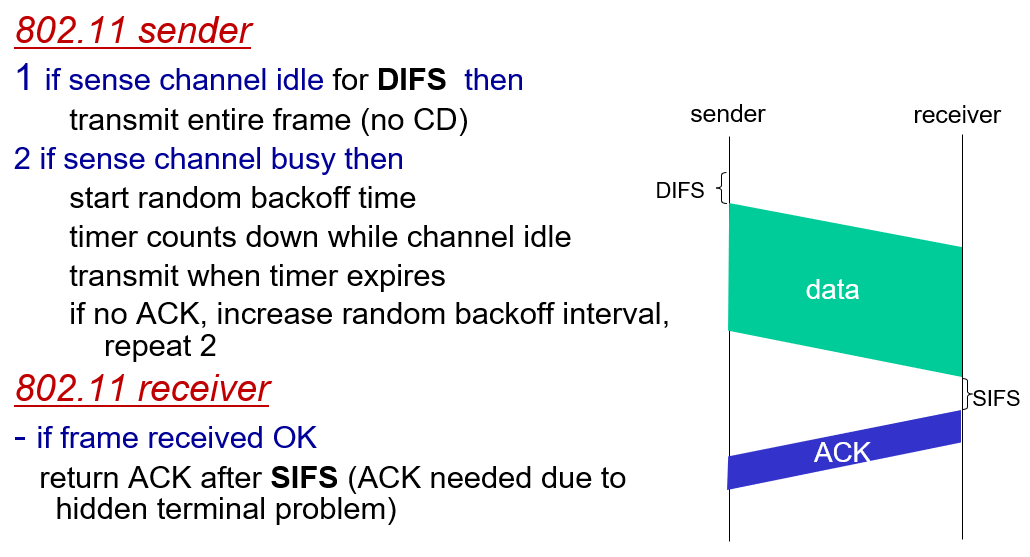 802.11 sender
1 if sense channel idle for DIFS then
transmit entire frame (no CD)
2 if sense channel busy then
start random backoff time
timer counts down while channel idle
transmit when timer expires
if no ACK, increase random backoff interval,
repeat 2
802.11 receiver
- if frame received OK
return ACK after SIFS (ACK needed due to
hidden terminal problem)
sender
receiver
DIFS
data
SIFS
ACK